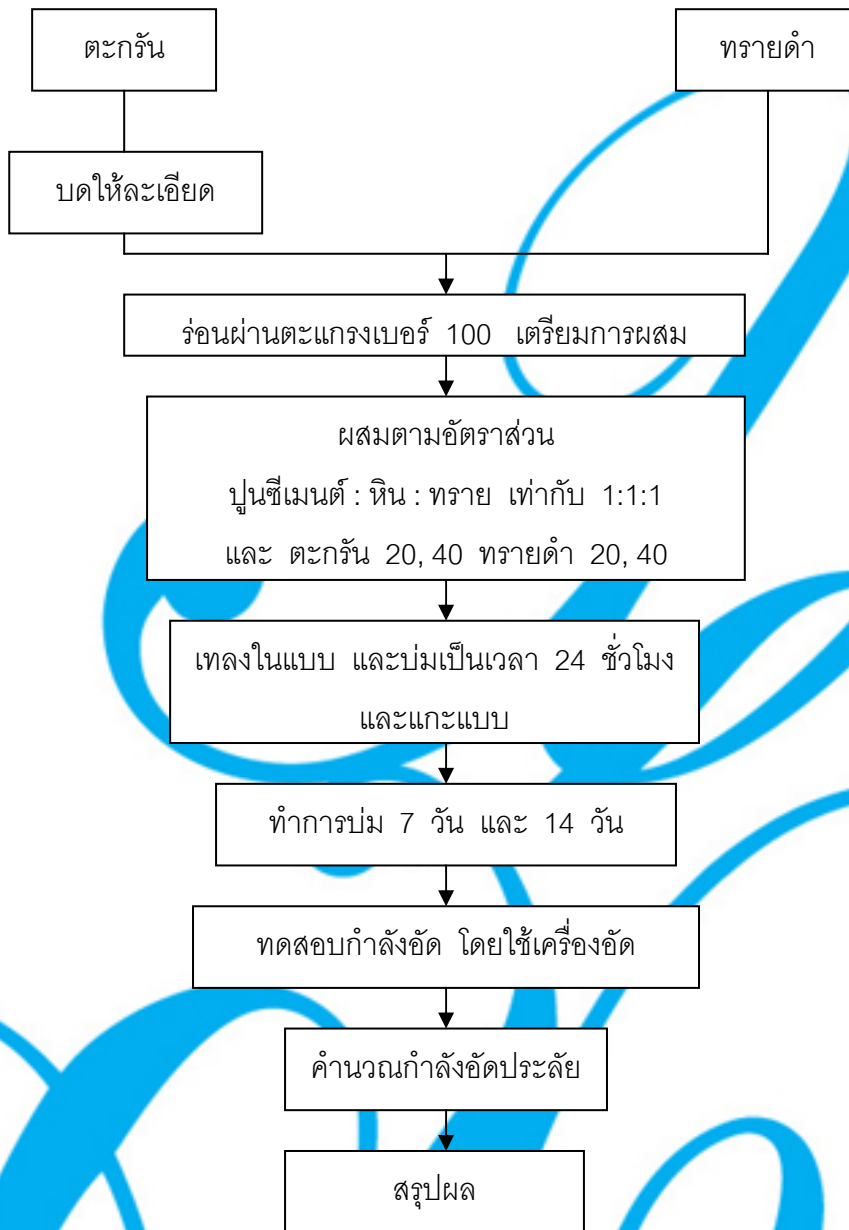 ตะกรัน
ทรายดำ
บดให้ละเอียด
ร่อนผ่านตะแกรงเบอร์ 100 เตรียมการผสม
ผสมตามอัตราส่วน
ปูนซีเมนต์ : หิน : ทราย เท่ากับ 1:1:1
และ ตะกรัน 20, 40 ทรายดำ 20, 40
เทลงในแบบ และบ่มเป็นเวลา 24 ชั่วโมง
และแกะแบบ
ทำการบ่ม 7 วัน และ 14 วัน
ทดสอบกำลังอัด โดยใช้เครื่องอัด
คำนวณกำลังอัดประลัย
สรุปผล